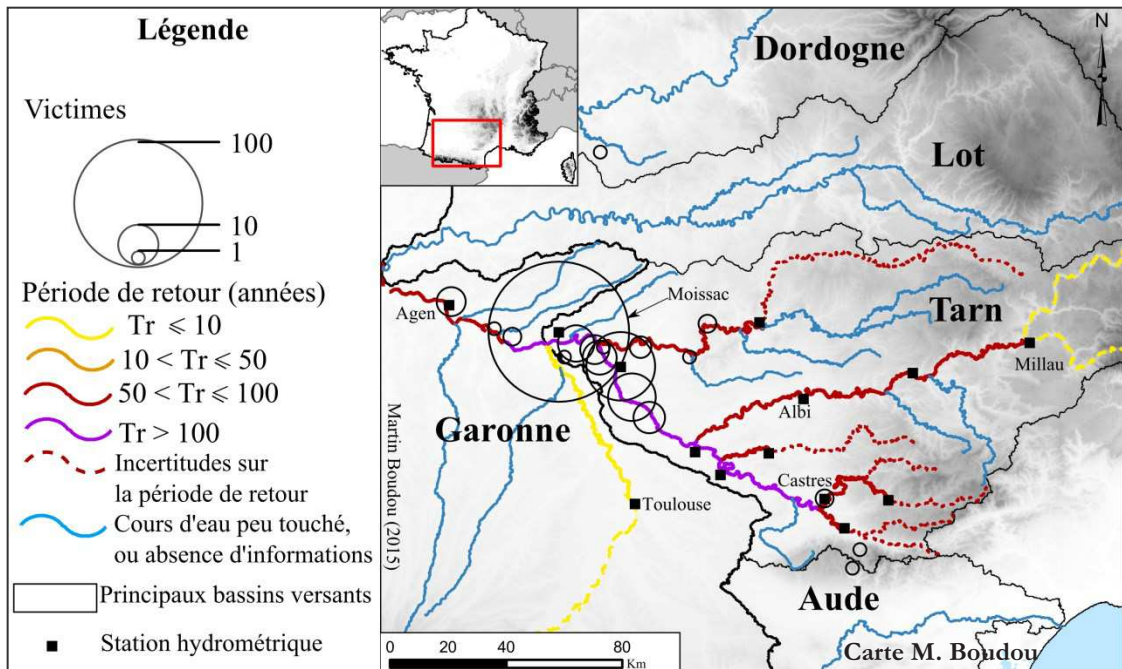 Légende
Victimes
100
10
1
Période de retour (années)
Tr ⩽ 10
10 < Tr ⩽ 50
50 < Tr ⩽ 100
Tr > 100
Incertitudes sur
la période de retour
Cours d'eau peu touché,
ou absence d'informations
Principaux bassins versants
Station hydrométrique
Martin Boudou (2015)
N
Dordogne
Lot
Moissac
Agen
Tarn
Millau
Albi
Garonne
Castres
Toulouse
Aude
Carte M. Boudou
0 20 40 80
Km